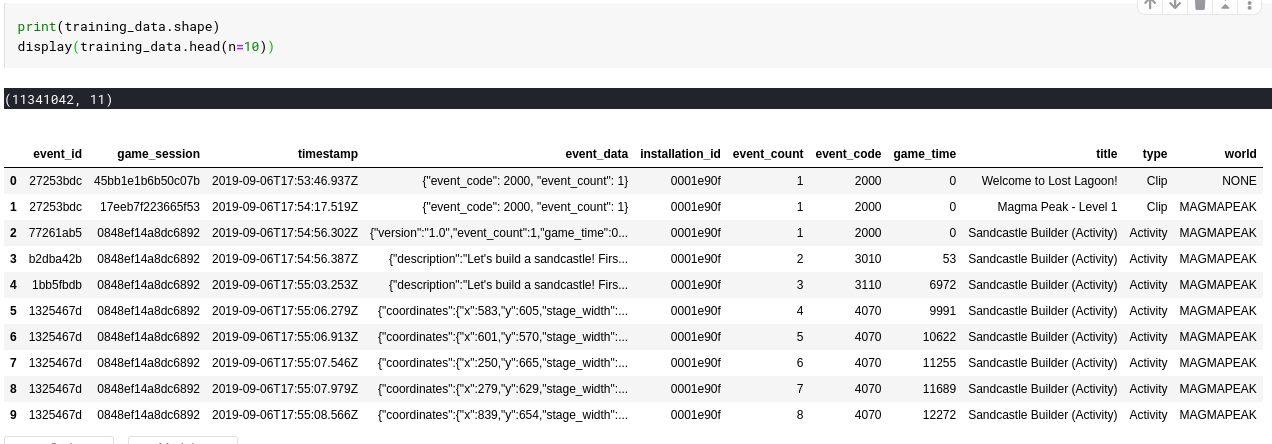 print(training_data.shape)
display(training_data.head(n=10))
(11341042, 11)
event_id game_session timestamp event_data installation_id event_count event_code game_time title type world
0 27253bdc 45bb1e1b6b50c07b 2019-09-06T17:53:46.937Z {"event_code": 2000, "event_count": 1} 0001e90f 1 2000 0 Welcome to Lost Lagoon! Clip NONE
1 27253bdc 17eeb7f223665f53 2019-09-06T17:54:17.519Z {"event_code": 2000, "event_count": 1} 0001e90f 1 2000 0 Magma Peak - Level 1 Clip MAGMAPEAK
2 77261ab5 0848ef14a8dc6892 2019-09-06T17:54:56.302Z {"version":"1.0","event_count":1,"game_time":0... 0001e90f 1 2000 0 Sandcastle Builder (Activity) Activity MAGMAPEAK
3 b2dba42b 0848ef14a8dc6892 2019-09-06T17:54:56.387Z {"description":"Let's build a sandcastle! Firs... 0001e90f 2 3010 53 Sandcastle Builder (Activity) Activity MAGMAPEAK
4 1bb5fbdb 0848ef14a8dc6892 2019-09-06T17:55:03.253Z {"description":"Let's build a sandcastle! Firs... 0001e90f 3 3110 6972 Sandcastle Builder (Activity) Activity MAGMAPEAK
5 1325467d 0848ef14a8dc6892 2019-09-06T17:55:06.279Z {"coordinates":{"x":583,"y":605,"stage_width":... 0001e90f 4 4070 9991 Sandcastle Builder (Activity) Activity MAGMAPEAK
6 1325467d 0848ef14a8dc6892 2019-09-06T17:55:06.913Z {"coordinates":{"x":601,"y":570,"stage_width":... 0001e90f 5 4070 10622 Sandcastle Builder (Activity) Activity MAGMAPEAK
7 1325467d 0848ef14a8dc6892 2019-09-06T17:55:07.546Z {"coordinates":{"x":250,"y":665,"stage_width":... 0001e90f 6 4070 11255 Sandcastle Builder (Activity) Activity MAGMAPEAK
8 1325467d 0848ef14a8dc6892 2019-09-06T17:55:07.979Z {"coordinates":{"x":279,"y":629,"stage_width":... 0001e90f 7 4070 11689 Sandcastle Builder (Activity) Activity MAGMAPEAK
9 1325467d 0848ef14a8dc6892 2019-09-06T17:55:08.566Z {"coordinates":{"x":839,"y":654,"stage_width":... 0001e90f 8 4070 12272 Sandcastle Builder (Activity) Activity MAGMAPEAK